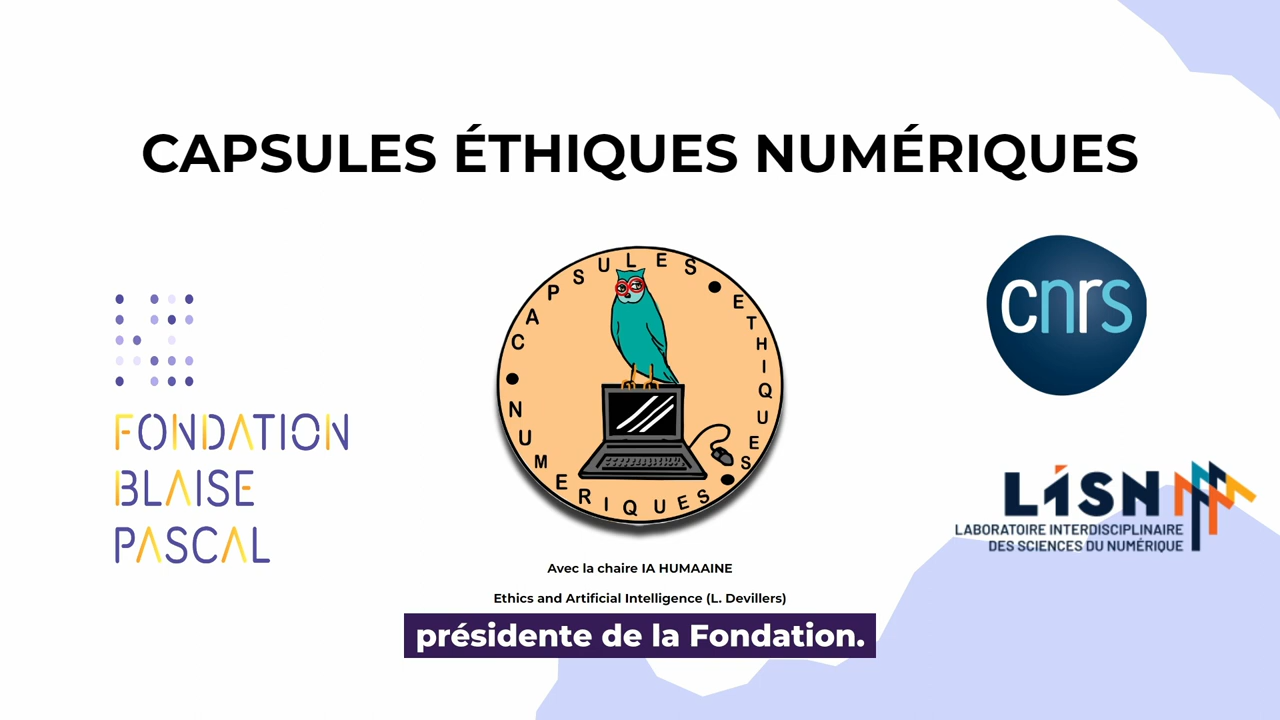 CAPSULES ÉTHIQUES NUMÉRIQUES
FONDATION
BLAISE
PASCAL
CAPSULES • ETHIQUES • NUMERIQUES •
cnrs
LISN
LABORATOIRE INTERDISCIPLINAIRE
DES SCIENCES DU NUMÉRIQUE
Avec la chaire IA HUMAAINE
Ethics and Artificial Intelligence (L. Devillers)
présidente de la Fondation.